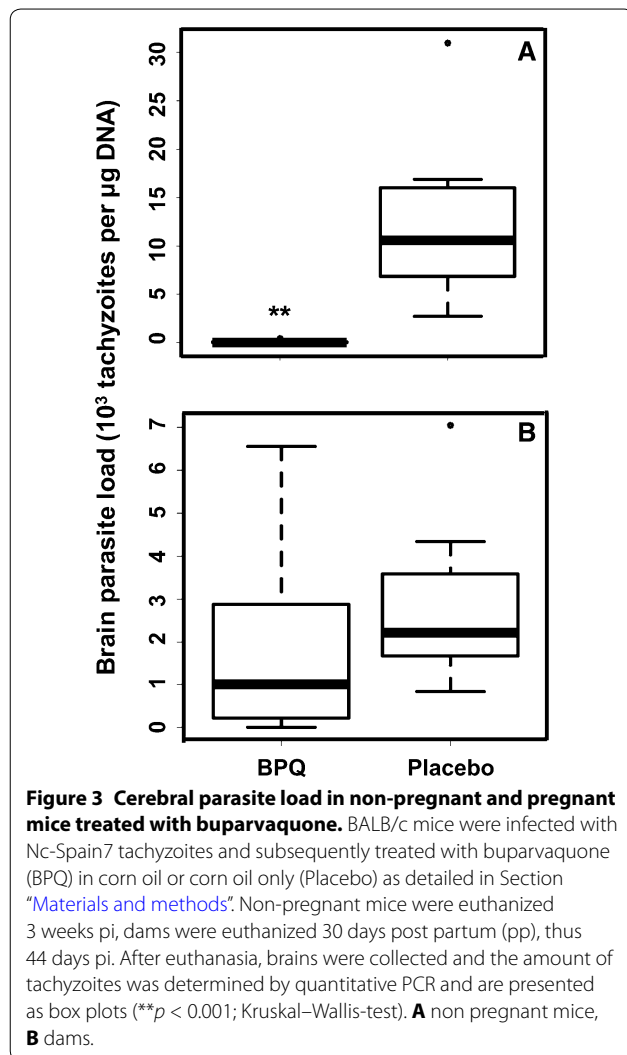 A
Brain parasite load (10³ tachyzoites per µg DNA)
30
25
20
15
10
5
0
**
B
7
6
5
4
3
2
1
0
BPQ Placebo
Figure 3 Cerebral parasite load in non-pregnant and pregnant
mice treated with buparvaquone. BALB/c mice were infected with
Nc-Spain7 tachyzoites and subsequently treated with buparvaquone
(BPQ) in corn oil or corn oil only (Placebo) as detailed in Section
“Materials and methods”. Non-pregnant mice were euthanized
3 weeks pi, dams were euthanized 30 days post partum (pp), thus
44 days pi. After euthanasia, brains were collected and the amount of
tachyzoites was determined by quantitative PCR and are presented
as box plots (**p < 0.001; Kruskal–Wallis-test). A non pregnant mice,
B dams.